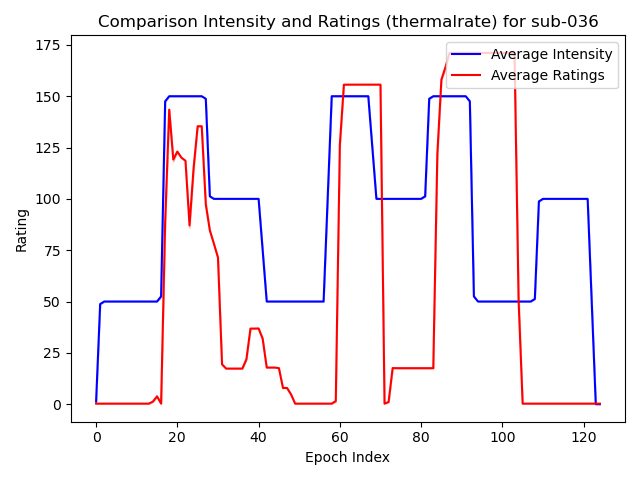 Comparison Intensity and Ratings (thermalrate) for sub-036
Average Intensity
Average Ratings
175
150
125
100
75
50
25
0
Rating
0 20 40 60 80 100 120
Epoch Index